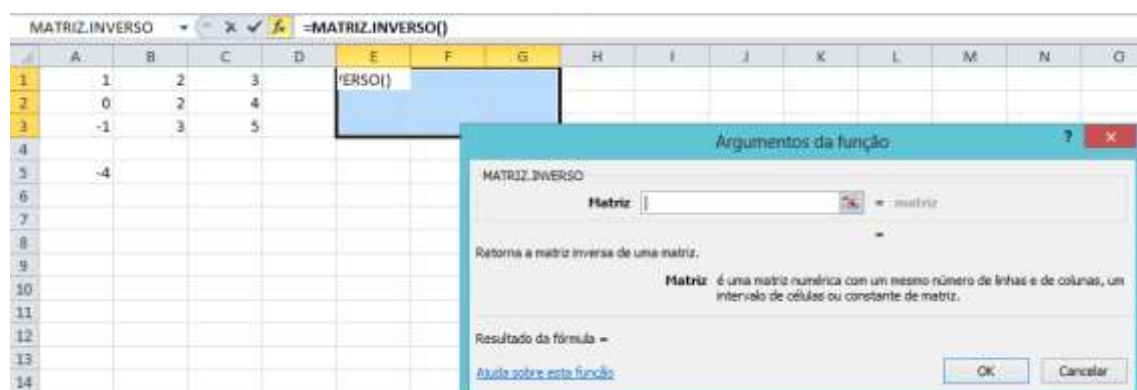 MATRIZ.INVERSO =MATRIZ.INVERSO()
A B C D E F G H I J K L M N O
1 1 2 3 'ERSO()
2 0 2 4
3 -1 3 5
Argumentos da função ? ×
4
5 -4
MATRIZ.INVERSO
6 Matriz = matriz
7
8 =
9 Retorna a matriz inversa de uma matriz.
10 Matriz é uma matriz numérica com um mesmo número de linhas e de colunas, um
11 intervalo de células ou constante de matriz.
12 Resultado da fórmula =
13
14 Ajuda sobre esta função OK Cancelar